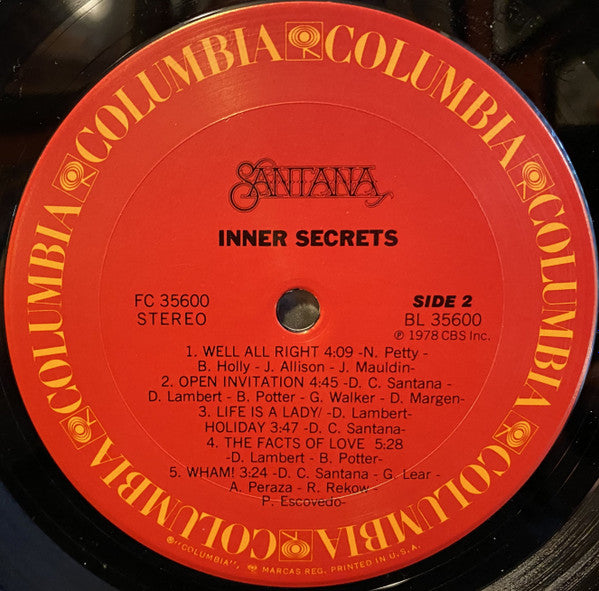 COLUMBIA COLUMBIA COLUMBIA COLUMBIA COLUMBIA COLUMBIA
SANTANA
INNER SECRETS
FC 35600
STEREO
SIDE 2
BL 35600
℗ 1978 CBS Inc.
1. WELL ALL RIGHT 4:09 -N. Petty -
B. Holly - J. Allison - J. Mauldin-
2. OPEN INVITATION 4:45 -D. C. Santana -
D. Lambert - B. Potter - G. Walker - D. Margen-
3. LIFE IS A LADY/ -D. Lambert-
HOLIDAY 3:47 -D. C. Santana-
4. THE FACTS OF LOVE 5:28
-D. Lambert - B. Potter-
5. WHAM! 3:24 -D. C. Santana - G. Lear -
A. Peraza - R. Rekow -
P. Escovedo-
®"COLUMBIA", MARCAS REG. PRINTED IN U.S.A.